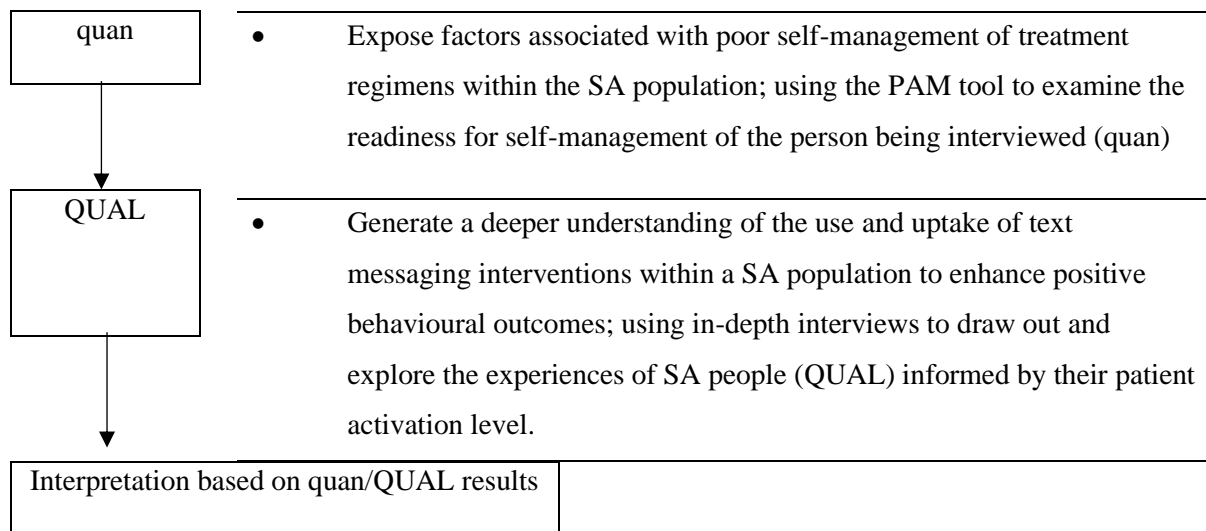 quan
• Expose factors associated with poor self-management of treatment
regimens within the SA population; using the PAM tool to examine the
readiness for self-management of the person being interviewed (quan)
QUAL
• Generate a deeper understanding of the use and uptake of text
messaging interventions within a SA population to enhance positive
behavioural outcomes; using in-depth interviews to draw out and
explore the experiences of SA people (QUAL) informed by their patient
activation level.
Interpretation based on quan/QUAL results